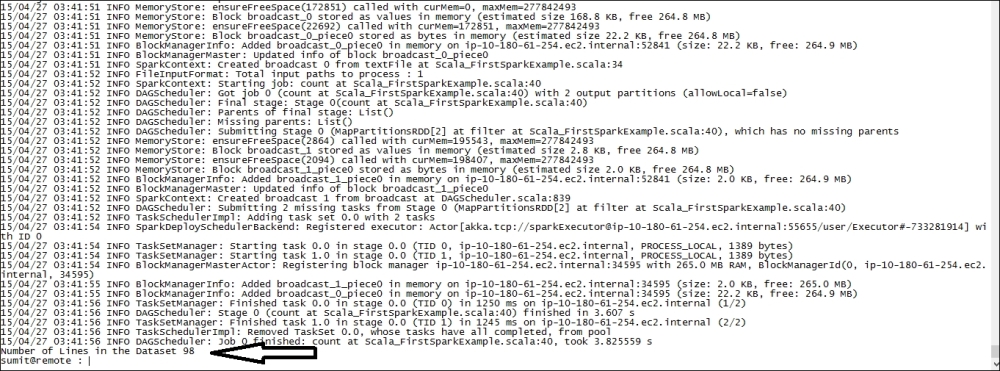 15/04/27 03:41:51 INFO MemoryStore: ensureFreeSpace(172851) called with curMem=0, maxMem=277842493
15/04/27 03:41:51 INFO MemoryStore: Block broadcast_0 stored as values in memory (estimated size 168.8 KB, free 264.8 MB)
15/04/27 03:41:51 INFO MemoryStore: ensureFreeSpace(22692) called with curMem=172851, maxMem=277842493
15/04/27 03:41:51 INFO MemoryStore: Block broadcast_0_piece0 stored as bytes in memory (estimated size 22.2 KB, free 264.8 MB)
15/04/27 03:41:51 INFO BlockManagerInfo: Added broadcast_0_piece0 in memory on ip-10-180-61-254.ec2.internal:52841 (size: 22.2 KB, free: 264.9 MB)
15/04/27 03:41:51 INFO BlockManagerMaster: Updated info of block broadcast_0_piece0
15/04/27 03:41:51 INFO SparkContext: Created broadcast 0 from textFile at Scala_FirstSparkExample.scala:34
15/04/27 03:41:52 INFO FileInputFormat: Total input paths to process : 1
15/04/27 03:41:52 INFO SparkContext: Starting job: count at Scala_FirstSparkExample.scala:40
15/04/27 03:41:52 INFO DAGScheduler: Got job 0 (count at Scala_FirstSparkExample.scala:40) with 2 output partitions (allowLocal=false)
15/04/27 03:41:52 INFO DAGScheduler: Final stage: Stage 0(count at Scala_FirstSparkExample.scala:40)
15/04/27 03:41:52 INFO DAGScheduler: Parents of final stage: List()
15/04/27 03:41:52 INFO DAGScheduler: Missing parents: List()
15/04/27 03:41:52 INFO DAGScheduler: Submitting Stage 0 (MapPartitionsRDD[2] at filter at Scala_FirstSparkExample.scala:40), which has no missing parents
15/04/27 03:41:52 INFO MemoryStore: ensureFreeSpace(2864) called with curMem=195543, maxMem=277842493
15/04/27 03:41:52 INFO MemoryStore: Block broadcast_1 stored as values in memory (estimated size 2.8 KB, free 264.8 MB)
15/04/27 03:41:52 INFO MemoryStore: ensureFreeSpace(2094) called with curMem=198407, maxMem=277842493
15/04/27 03:41:52 INFO MemoryStore: Block broadcast_1_piece0 stored as bytes in memory (estimated size 2.0 KB, free 264.8 MB)
15/04/27 03:41:52 INFO BlockManagerInfo: Added broadcast_1_piece0 in memory on ip-10-180-61-254.ec2.internal:52841 (size: 2.0 KB, free: 264.9 MB)
15/04/27 03:41:52 INFO BlockManagerMaster: Updated info of block broadcast_1_piece0
15/04/27 03:41:52 INFO SparkContext: Created broadcast 1 from broadcast at DAGScheduler.scala:839
15/04/27 03:41:52 INFO DAGScheduler: Submitting 2 missing tasks from Stage 0 (MapPartitionsRDD[2] at filter at Scala_FirstSparkExample.scala:40)
15/04/27 03:41:52 INFO TaskSchedulerImpl: Adding task set 0.0 with 2 tasks
15/04/27 03:41:54 INFO SparkDeploySchedulerBackend: Registered executor: Actor[akka.tcp://sparkExecutor@ip-10-180-61-254.ec2.internal:55655/user/Executor#-733281914] wi
th ID 0
15/04/27 03:41:54 INFO TaskSetManager: Starting task 0.0 in stage 0.0 (TID 0, ip-10-180-61-254.ec2.internal, PROCESS_LOCAL, 1389 bytes)
15/04/27 03:41:54 INFO TaskSetManager: Starting task 1.0 in stage 0.0 (TID 1, ip-10-180-61-254.ec2.internal, PROCESS_LOCAL, 1389 bytes)
15/04/27 03:41:54 INFO BlockManagerMasterActor: Registering block manager ip-10-180-61-254.ec2.internal:34595 with 265.0 MB RAM, BlockManagerId(0, ip-10-180-61-254.ec2.
internal, 34595)
15/04/27 03:41:55 INFO BlockManagerInfo: Added broadcast_1_piece0 in memory on ip-10-180-61-254.ec2.internal:34595 (size: 2.0 KB, free: 265.0 MB)
15/04/27 03:41:55 INFO BlockManagerInfo: Added broadcast_0_piece0 in memory on ip-10-180-61-254.ec2.internal:34595 (size: 22.2 KB, free: 264.9 MB)
15/04/27 03:41:56 INFO TaskSetManager: Finished task 0.0 in stage 0.0 (TID 0) in 1250 ms on ip-10-180-61-254.ec2.internal (1/2)
15/04/27 03:41:56 INFO DAGScheduler: Stage 0 (count at Scala_FirstSparkExample.scala:40) finished in 3.607 s
15/04/27 03:41:56 INFO TaskSetManager: Finished task 1.0 in stage 0.0 (TID 1) in 1245 ms on ip-10-180-61-254.ec2.internal (2/2)
15/04/27 03:41:56 INFO TaskSchedulerImpl: Removed TaskSet 0.0, whose tasks have all completed, from pool
15/04/27 03:41:56 INFO DAGScheduler: Job 0 finished: count at Scala_FirstSparkExample.scala:40, took 3.825559 s
Number of Lines in the Dataset 98
sumit@remote :